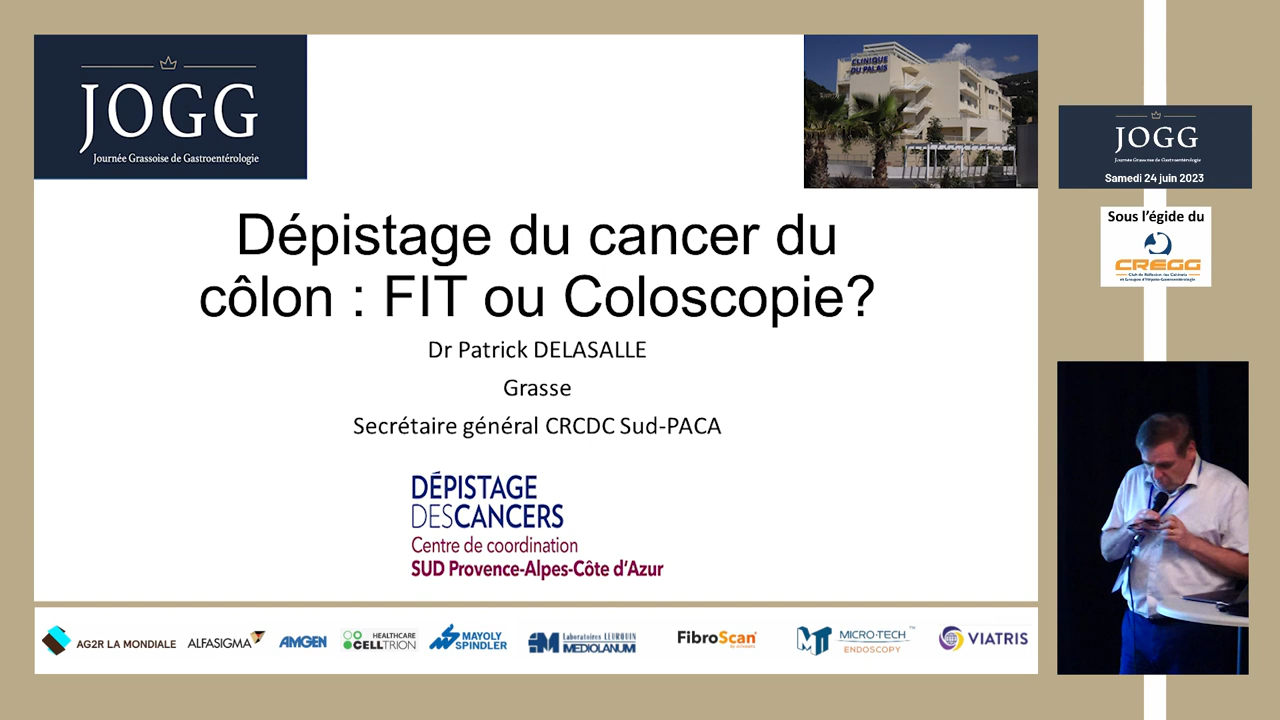 JOGG
Journée Grassoise de Gastroentérologie
CLINIQUE
DU PALAIS
Dépistage du cancer du
côlon : FIT ou Coloscopie?
Dr Patrick DELASALLE
Grasse
Secrétaire général CRCDC Sud-PACA
DÉPISTAGE
DESCANCERS
Centre de coordination
SUD Provence-Alpes-Côte d'Azur
AG2R LA MONDIALE
ALFASIGMA
AMGEN
HEALTHCARE
CELLTRION
MAYOLY
SPINDLER
Laboratoires LEURQUIN
MEDIOLANUM
FibroScan
MICRO-TECH
ENDOSCOPY
VIATRIS
JOGG
Journée Grassoise de Gastroentérologie
Samedi 24 juin 2023
Sous l'égide du
CREGG
Club de Réflexion des Cabinets
et Groupes d'Hépato-Gastroentérologie